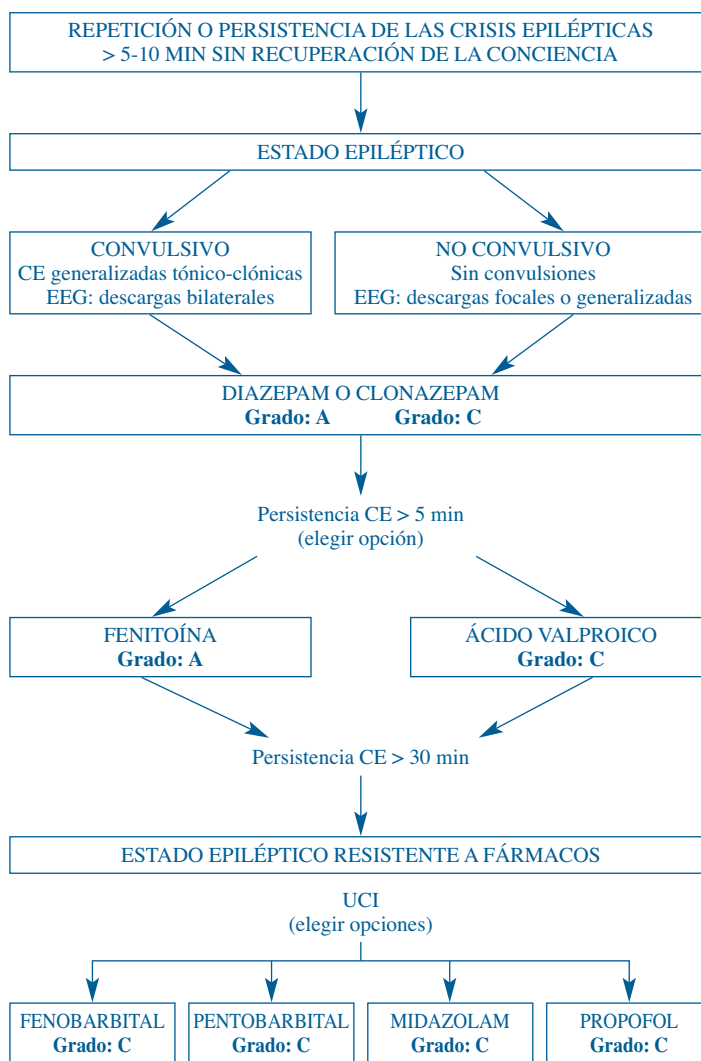 REPETICIÓN O PERSISTENCIA DE LAS CRISIS EPILÉPTICAS
> 5-10 MIN SIN RECUPERACIÓN DE LA CONCIENCIA
ESTADO EPILÉPTICO
CONVULSIVO
CE generalizadas tónico-clónicas
EEG: descargas bilaterales
NO CONVULSIVO
Sin convulsiones
EEG: descargas focales o generalizadas
DIAZEPAM O CLONAZEPAM
Grado: A Grado: C
Persistencia CE > 5 min
(elegir opción)
FENITOÍNA
Grado: A
ÁCIDO VALPROICO
Grado: C
Persistencia CE > 30 min
ESTADO EPILÉPTICO RESISTENTE A FÁRMACOS
UCI
(elegir opciones)
FENOBARBITAL
Grado: C
PENTOBARBITAL
Grado: C
MIDAZOLAM
Grado: C
PROPOFOL
Grado: C